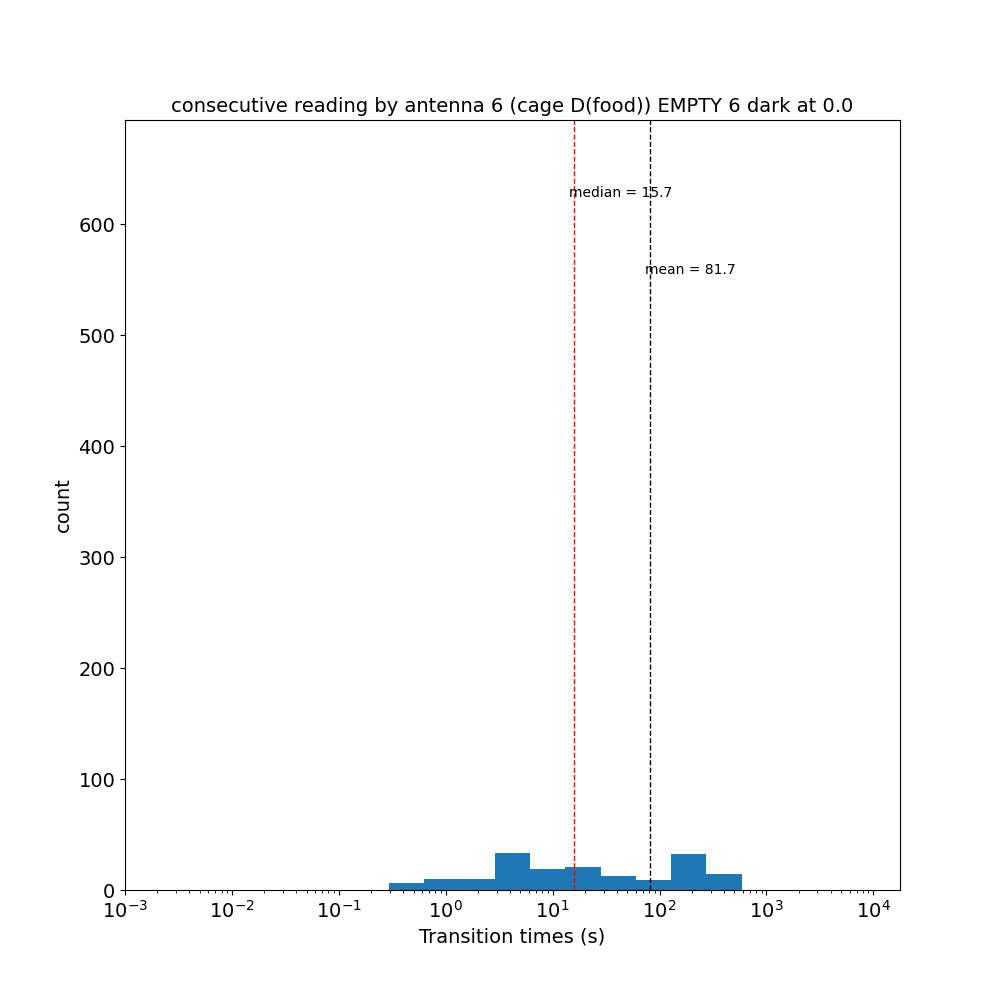 consecutive reading by antenna 6 (cage D(food)) EMPTY 6 dark at 0.0
median = 15.7
mean = 81.7
600
500
400
300
200
100
0
count
10⁻³ 10⁻² 10⁻¹ 10⁰ 10¹ 10² 10³ 10⁴
Transition times (s)